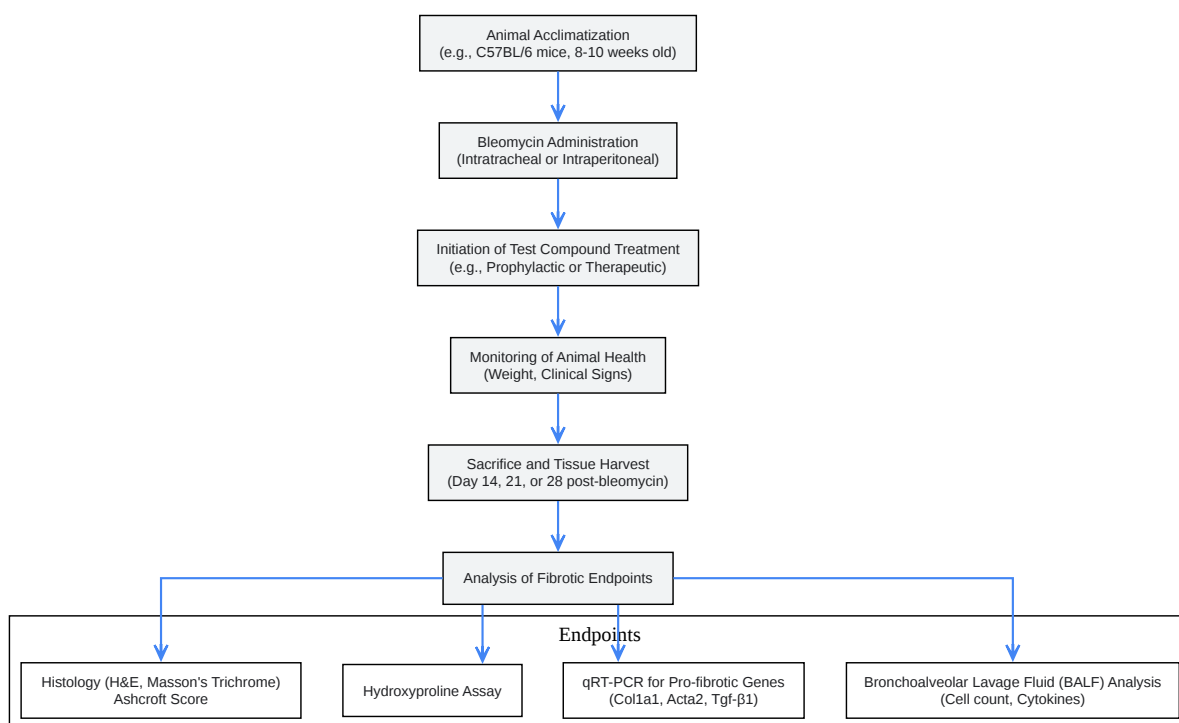 Animal Acclimatization
(e.g., C57BL/6 mice, 8-10 weeks old)
Bleomycin Administration
(Intratracheal or Intraperitoneal)
Initiation of Test Compound Treatment
(e.g., Prophylactic or Therapeutic)
Monitoring of Animal Health
(Weight, Clinical Signs)
Sacrifice and Tissue Harvest
(Day 14, 21, or 28 post-bleomycin)
Analysis of Fibrotic Endpoints
Endpoints
Histology (H&E, Masson's Trichrome)
Ashcroft Score
Hydroxyproline Assay
qRT-PCR for Pro-fibrotic Genes
(Col1a1, Acta2, Tgf-β1)
Bronchoalveolar Lavage Fluid (BALF) Analysis
(Cell count, Cytokines)